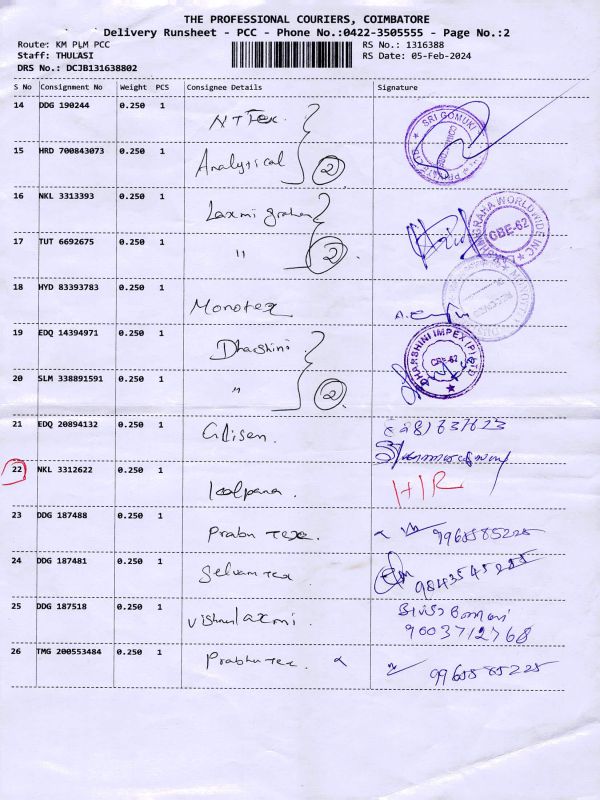 THE PROFESSIONAL COURIERS, COIMBATORE
Delivery Runsheet - PCC - Phone No.:0422-3505555 - Page No.:2
Route: KM PLM PCC
RS No.: 1316388
Staff: THULASI
RS Date: 05-Feb-2024
DRS No.: DCJB131638802
S No Consignment No Weight PCS Consignee Details Signature
14 DDG 190244 0.250 1
SRI GOMUKI
15 HRD 700843073 0.250 1 Analytical 2
16 NKL 3313393 0.250 1 Laxmi
CBE-62
17 TUT 6692675 0.250 1 " 2
18 HYD 83393783 0.250 1 Monotex
19 EDQ 14394971 0.250 1 Dharshini
DHARSHINI IMPEX (P) LTD
CBE-62
20 SLM 338891591 0.250 1 " 2
21 EDQ 20894132 0.250 1
22 NKL 3312622 0.250 1 Kalpana.
23 DDG 187488 0.250 1 Prabu Tex.
24 DDG 187481 0.250 1 Selvam tex
25 DDG 187518 0.250 1 Vishnu laxmi.
9003712768
26 TMG 200553484 0.250 1 Prabhu tex.